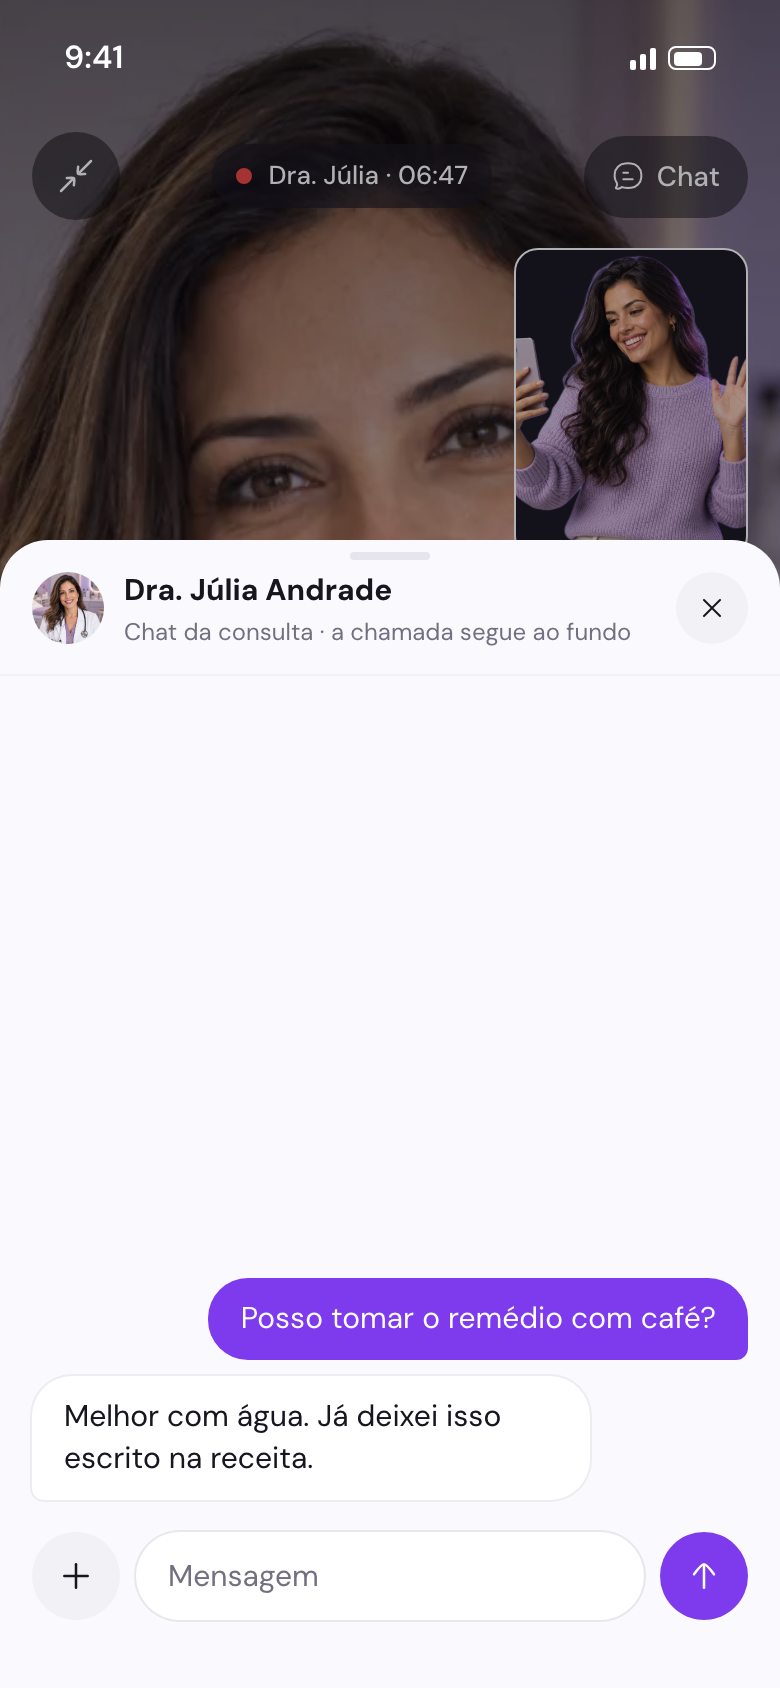 9:41
Dra. Júlia · 06:47
Chat
Dra. Júlia Andrade
Chat da consulta · a chamada segue ao fundo
Posso tomar o remédio com café?
Melhor com água. Já deixei isso
escrito na receita.
Mensagem